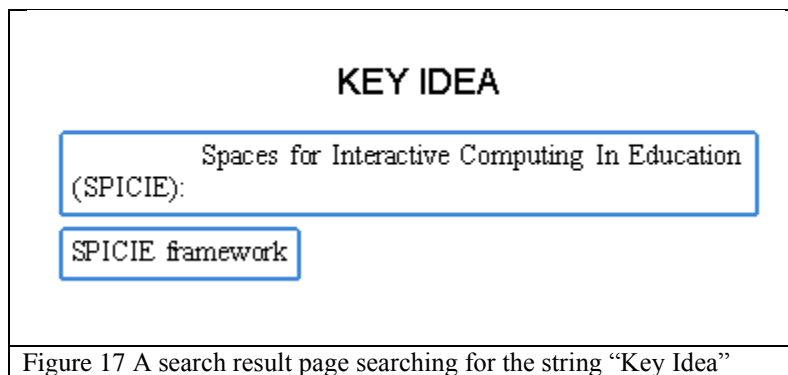 KEY IDEA
Spaces for Interactive Computing In Education
(SPICIE):
SPICIE framework
Figure 17 A search result page searching for the string “Key Idea”